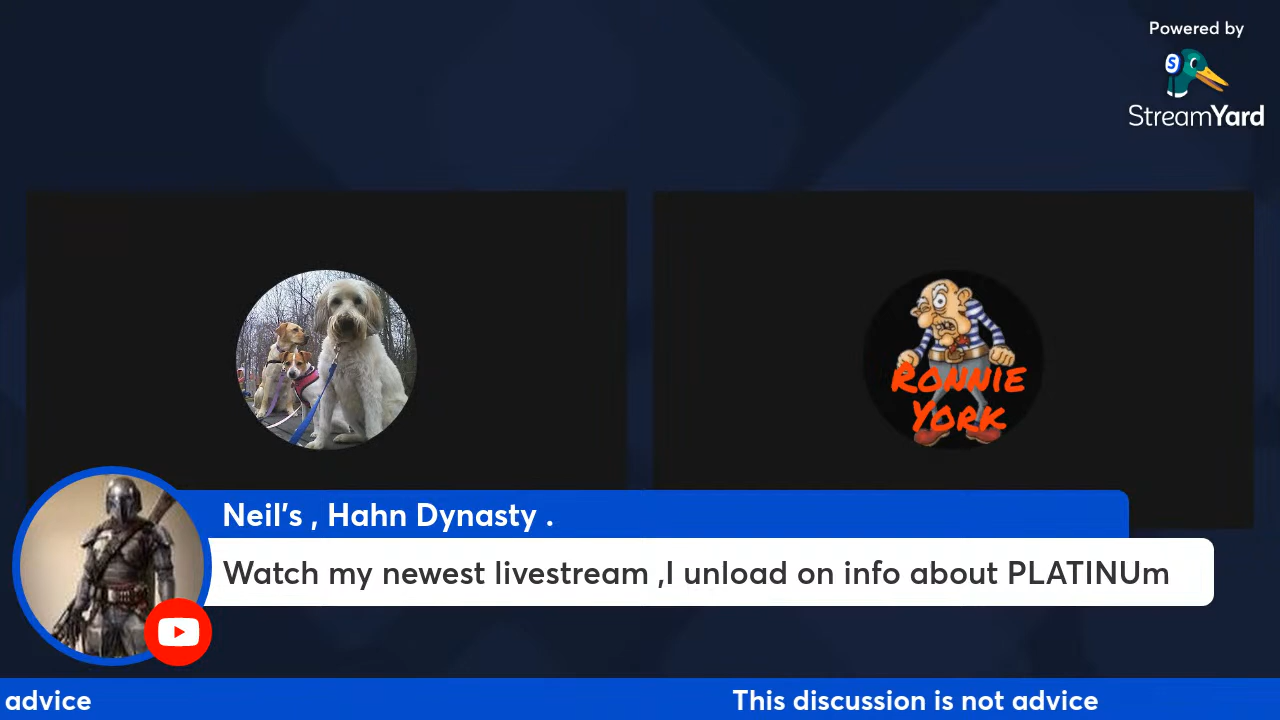 Powered by
S
StreamYard
RONNIE
YORK
Neil's , Hahn Dynasty .
Watch my newest livestream ,I unload on info about PLATINUm
advice
This discussion is not advice